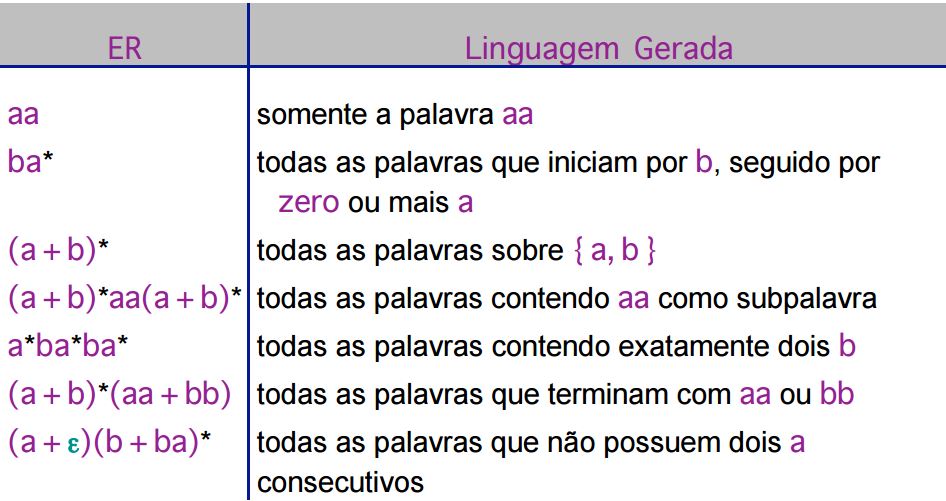 ER Linguagem Gerada
aa somente a palavra aa
ba* todas as palavras que iniciam por b, seguido por
zero ou mais a
(a + b)* todas as palavras sobre { a, b }
(a + b)*aa(a + b)* todas as palavras contendo aa como subpalavra
a*ba*ba* todas as palavras contendo exatamente dois b
(a + b)*(aa + bb) todas as palavras que terminam com aa ou bb
(a + ε)(b + ba)* todas as palavras que não possuem dois a
consecutivos